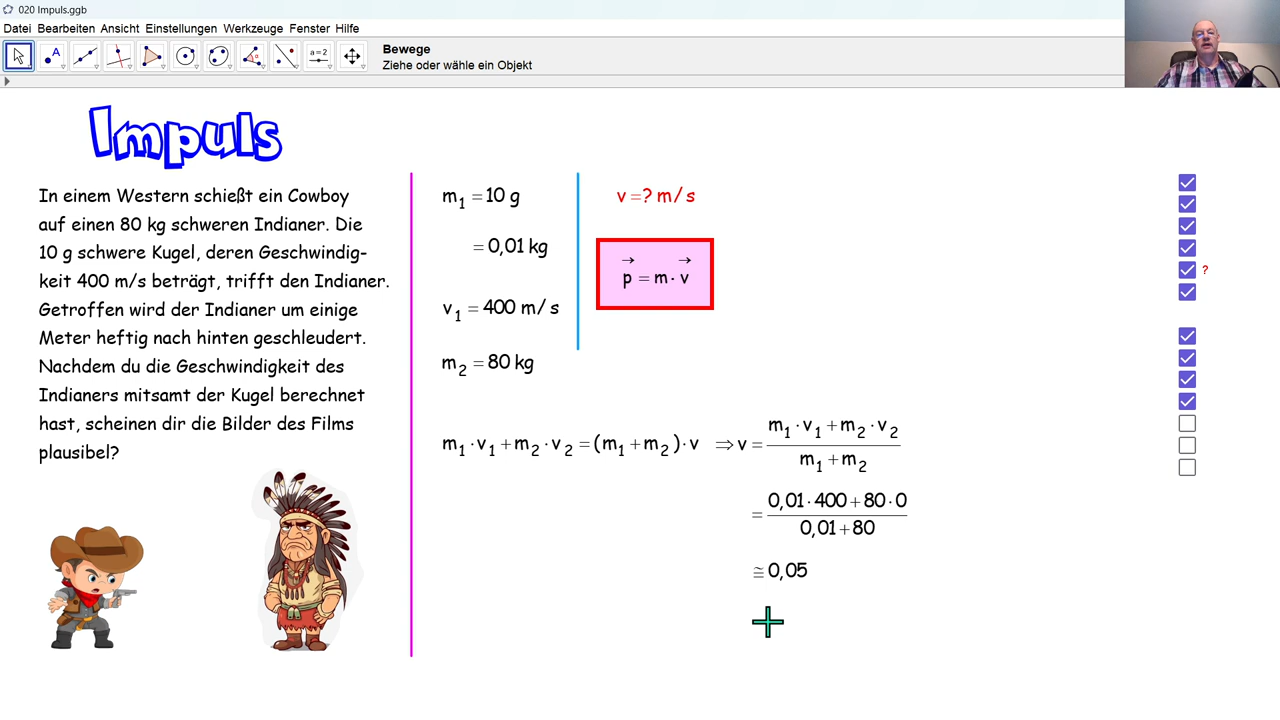 020 Impuls.ggb
Datei Bearbeiten Ansicht Einstellungen Werkzeuge Fenster Hilfe
A
a=2
Bewege
Ziehe oder wähle ein Objekt
Impuls
In einem Western schießt ein Cowboy
auf einen 80 kg schweren Indianer. Die
10 g schwere Kugel, deren Geschwindig-
keit 400 m/s beträgt, trifft den Indianer.
Getroffen wird der Indianer um einige
Meter heftig nach hinten geschleudert.
Nachdem du die Geschwindigkeit des
Indianers mitsamt der Kugel berechnet
hast, scheinen dir die Bilder des Films
plausibel?
m₁ = 10 g
= 0,01 kg
v₁ = 400 m/s
m₂ = 80 kg
v = ? m/s
p⃗ = m · v⃗
?
m₁ · v₁ + m₂ · v₂ = (m₁ + m₂) · v ⇒ v = (m₁ · v₁ + m₂ · v₂) / (m₁ + m₂)
= (0,01 · 400 + 80 · 0) / (0,01 + 80)
≅ 0,05